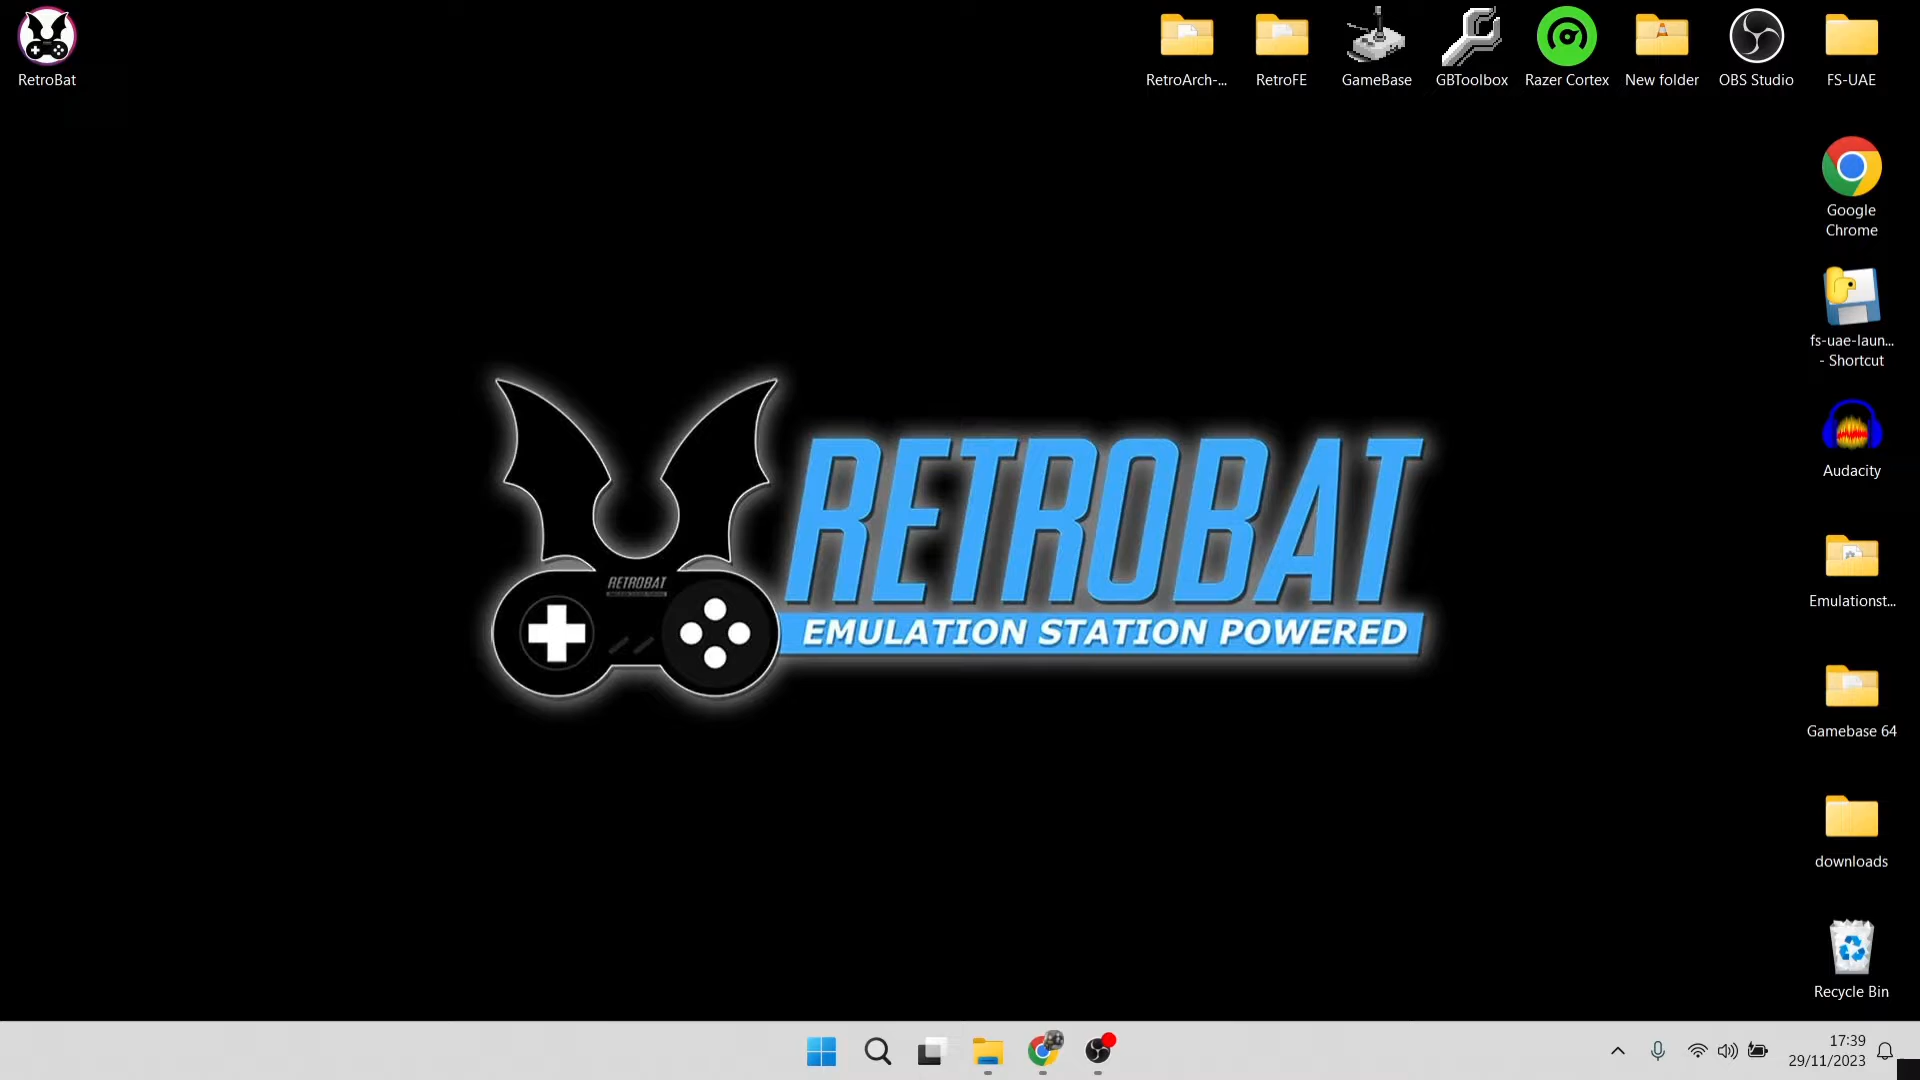 RetroBat
RetroArch-...
RetroFE
GameBase
GBToolbox
Razer Cortex
New folder
OBS Studio
FS-UAE
Google
Chrome
fs-uae-laun...
- Shortcut
Audacity
RETROBAT
RETROBAT
EMULATION STATION POWERED
Emulationst...
Gamebase 64
downloads
Recycle Bin
17:39
29/11/2023